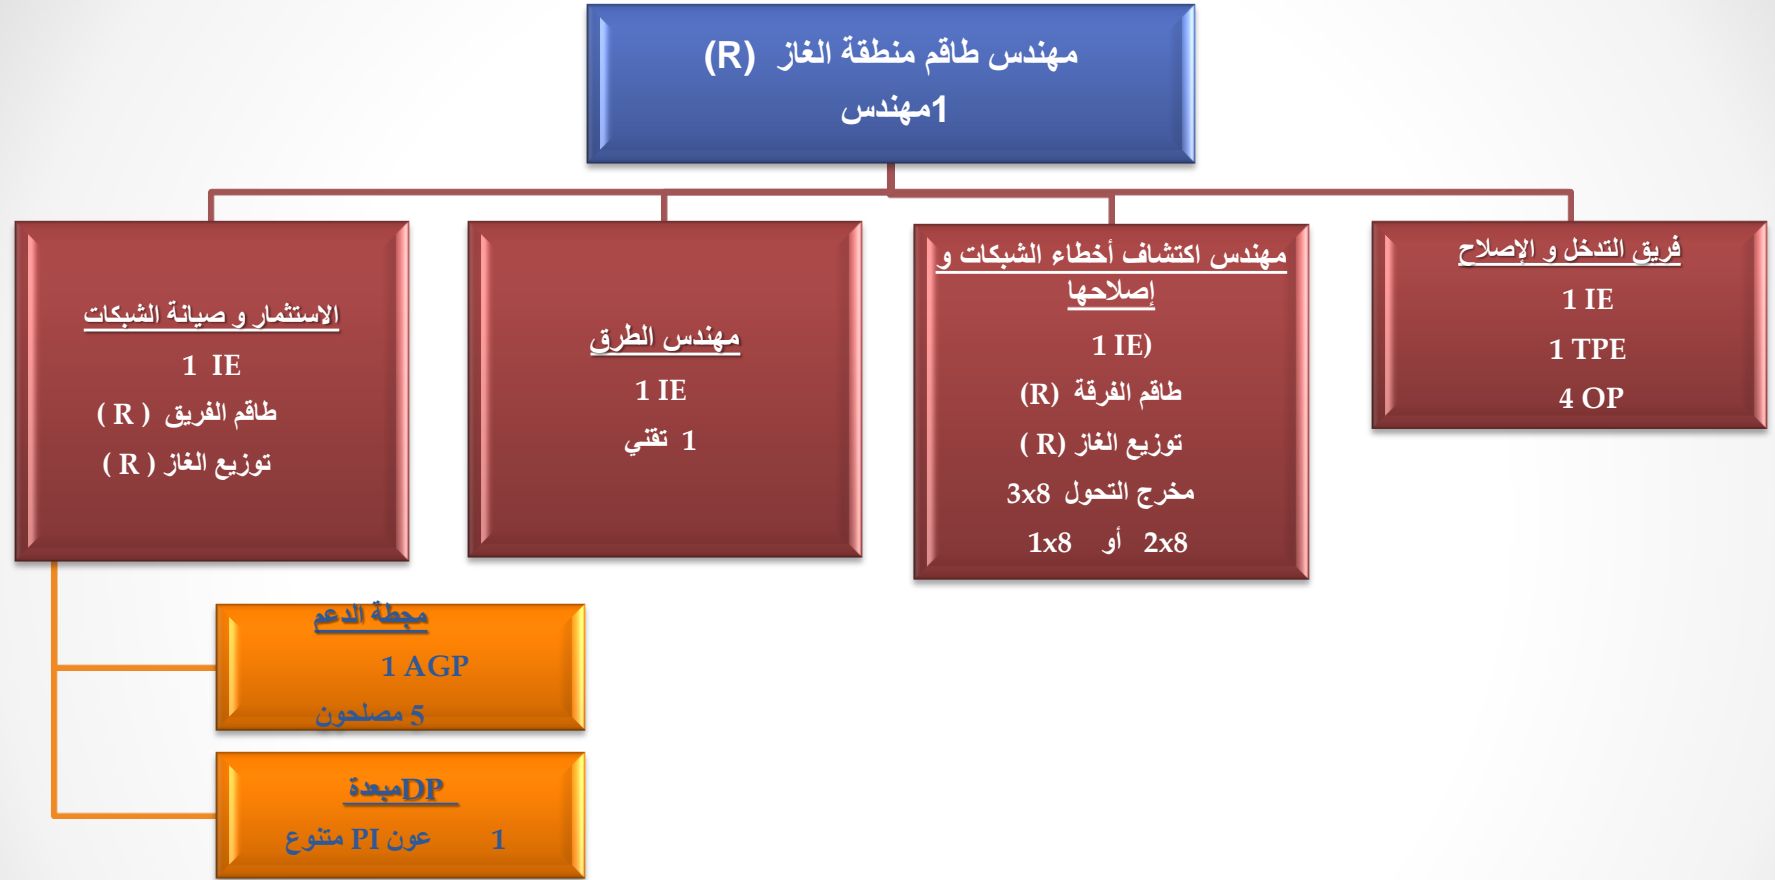 مهندس طاقم منطقة الغاز (R)
1مهندس
فريق التدخل و الإصلاح
1 IE
1 TPE
4 OP
مهندس اكتشاف أخطاء الشبكات و
إصلاحها
1 IE)
طاقم الفرقة (R)
توزيع الغاز (R )
مخرج التحول 3x8
2x8 أو 1x8
مهندس الطرق
1 IE
1 تقني
الاستثمار و صيانة الشبكات
1 IE
طاقم الفريق ( R )
توزيع الغاز ( R )
مجطة الدعم
1 AGP
5 مصلحون
DPمبعدة
1 عون PI متنوع